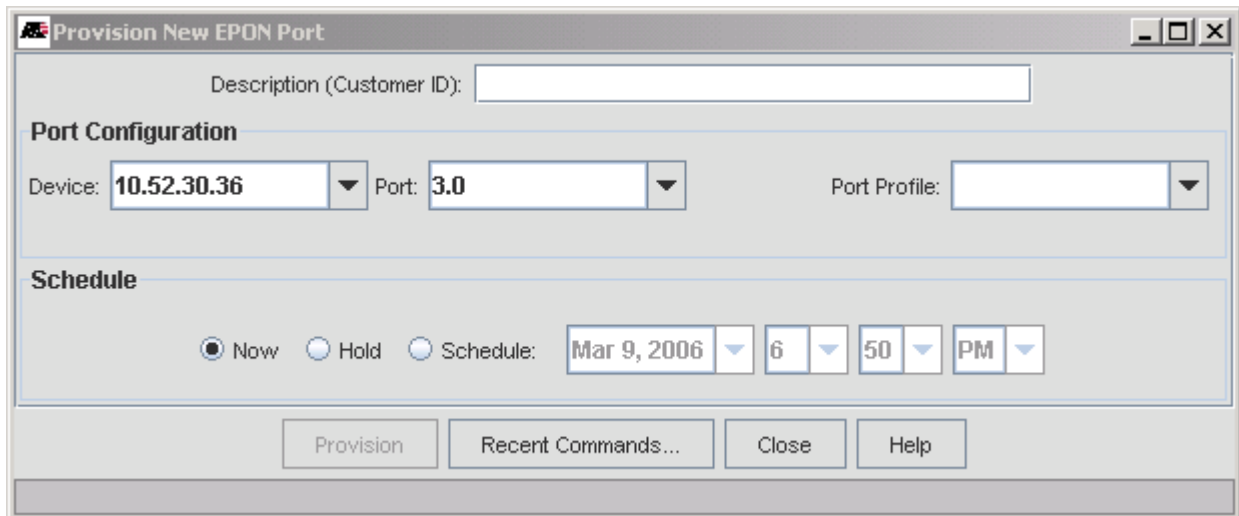 Provision New EPON Port
Description (Customer ID):
Port Configuration
Device: 10.52.30.36 Port: 3.0 Port Profile:
Schedule
Now Hold Schedule: Mar 9, 2006 6 50 PM
Provision Recent Commands... Close Help